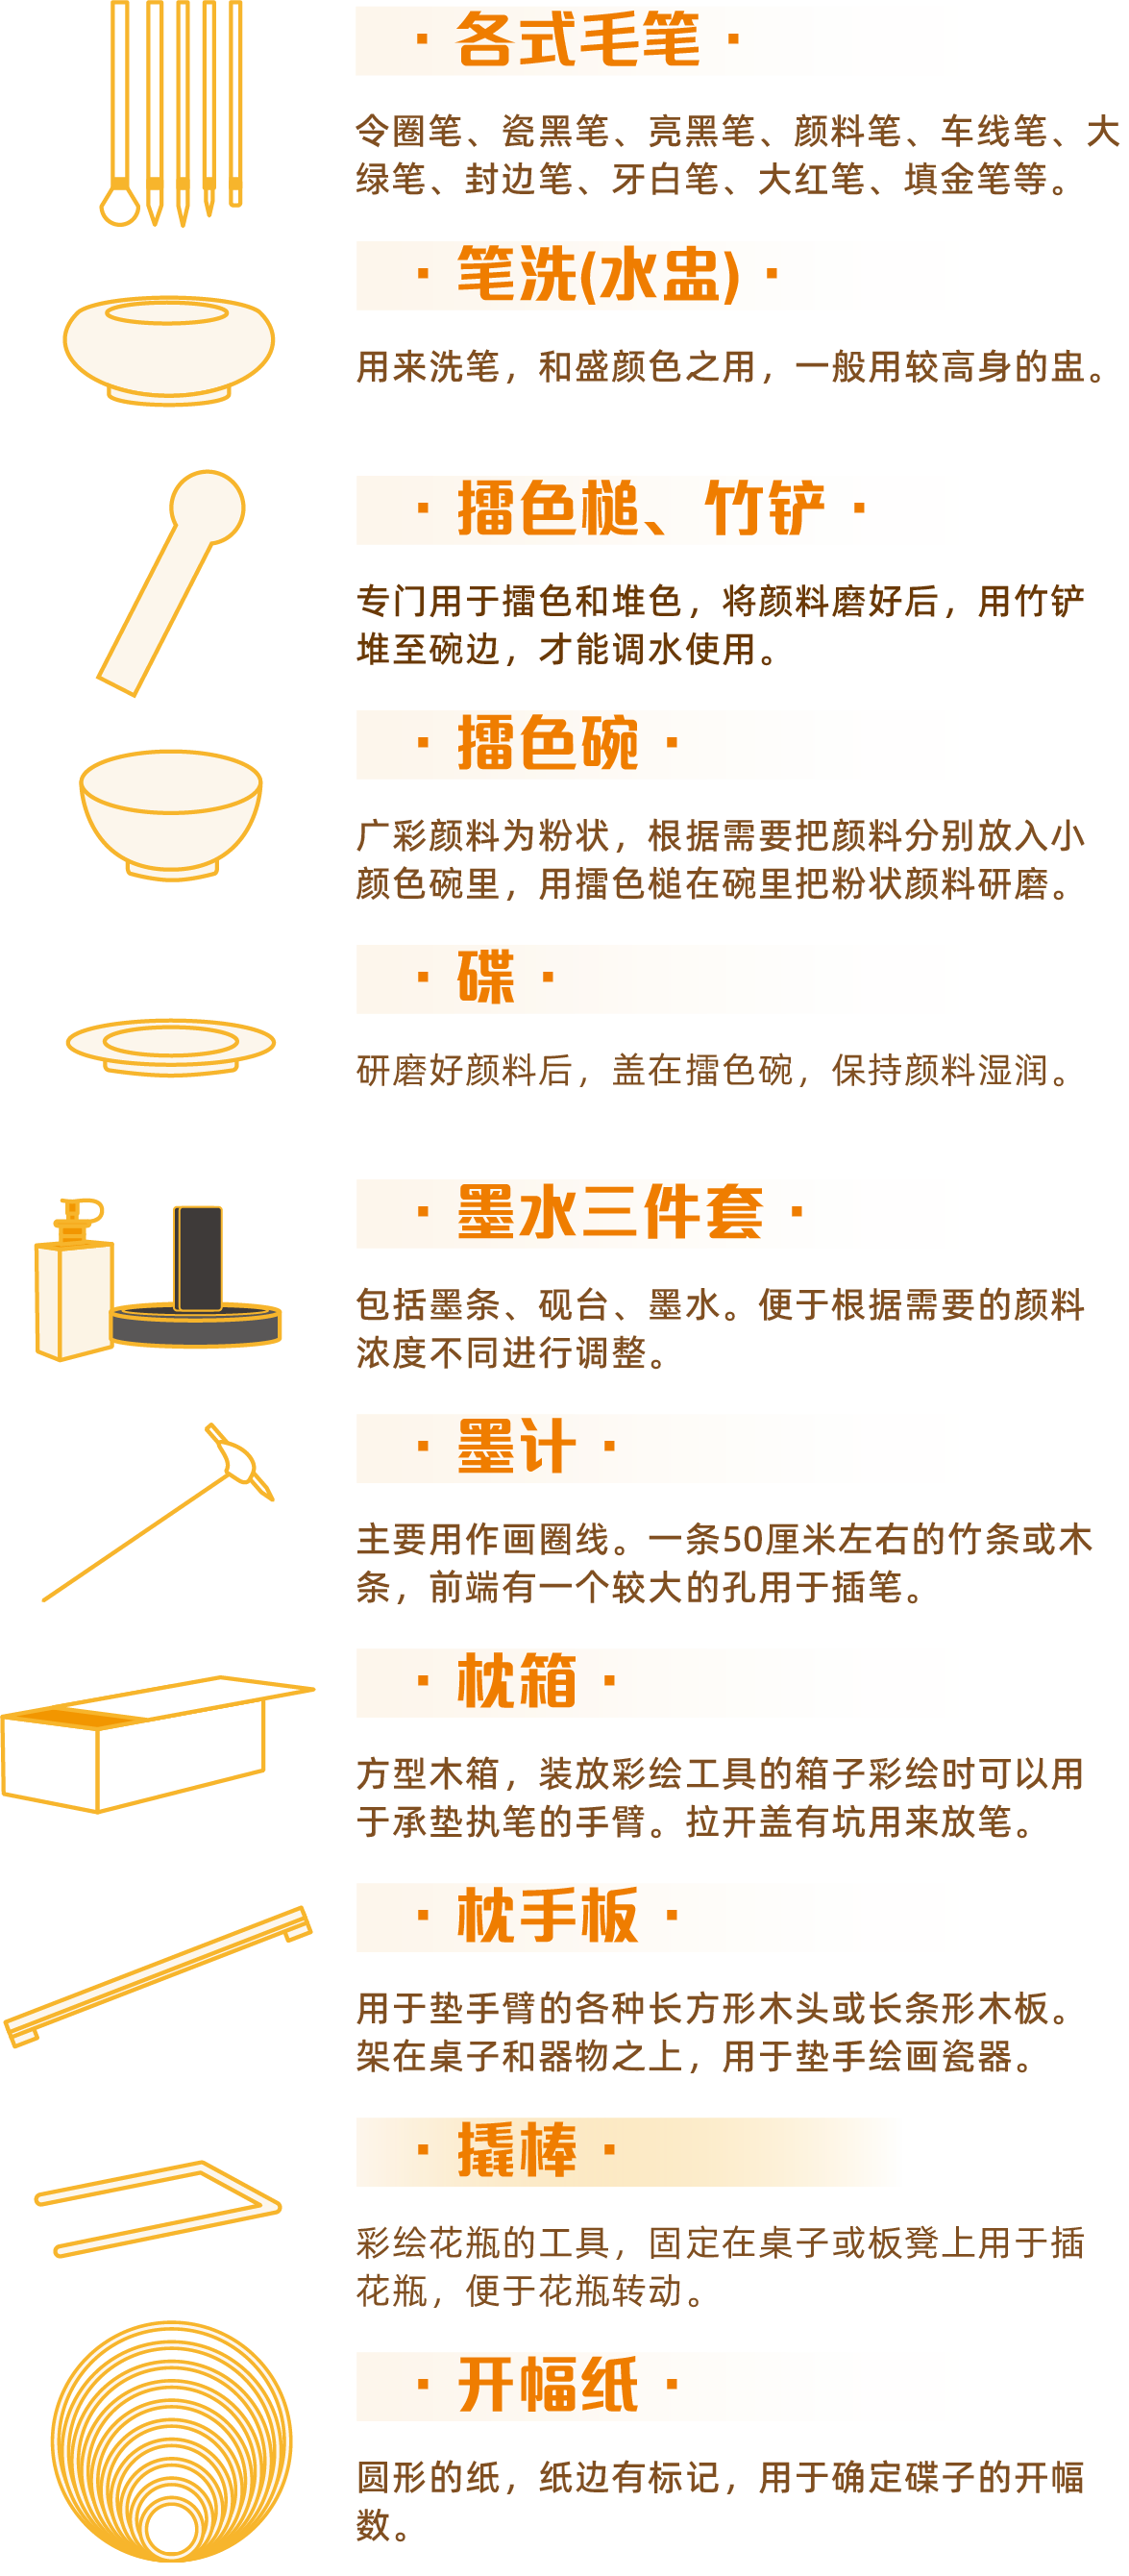 ·各式毛笔·
令圈笔、瓷黑笔、亮黑笔、颜料笔、车线笔、大
绿笔、封边笔、牙白笔、大红笔、填金笔等。
·笔洗(水盅)·
用来洗笔，和盛颜色之用，一般用较高身的盅。
·擂色槌、竹铲·
专门用于擂色和堆色，将颜料磨好后，用竹铲
堆至碗边，才能调水使用。
·擂色碗·
广彩颜料为粉状，根据需要把颜料分别放入小
颜色碗里，用擂色槌在碗里把粉状颜料研磨。
·碟·
研磨好颜料后，盖在擂色碗，保持颜料湿润。
·墨水三件套·
包括墨条、砚台、墨水。便于根据需要的颜料
浓度不同进行调整。
·墨计·
主要用作画圈线。一条50厘米左右的竹条或木
条，前端有一个较大的孔用于插笔。
·枕箱·
方型木箱，装放彩绘工具的箱子彩绘时可以用
于承垫执笔的手臂。拉开盖有坑用来放笔。
·枕手板·
用于垫手臂的各种长方形木头或长条形木板。
架在桌子和器物之上，用于垫手绘画瓷器。
·撬棒·
彩绘花瓶的工具，固定在桌子或板凳上用于插
花瓶，便于花瓶转动。
·开幅纸·
圆形的纸，纸边有标记，用于确定碟子的开幅
数。